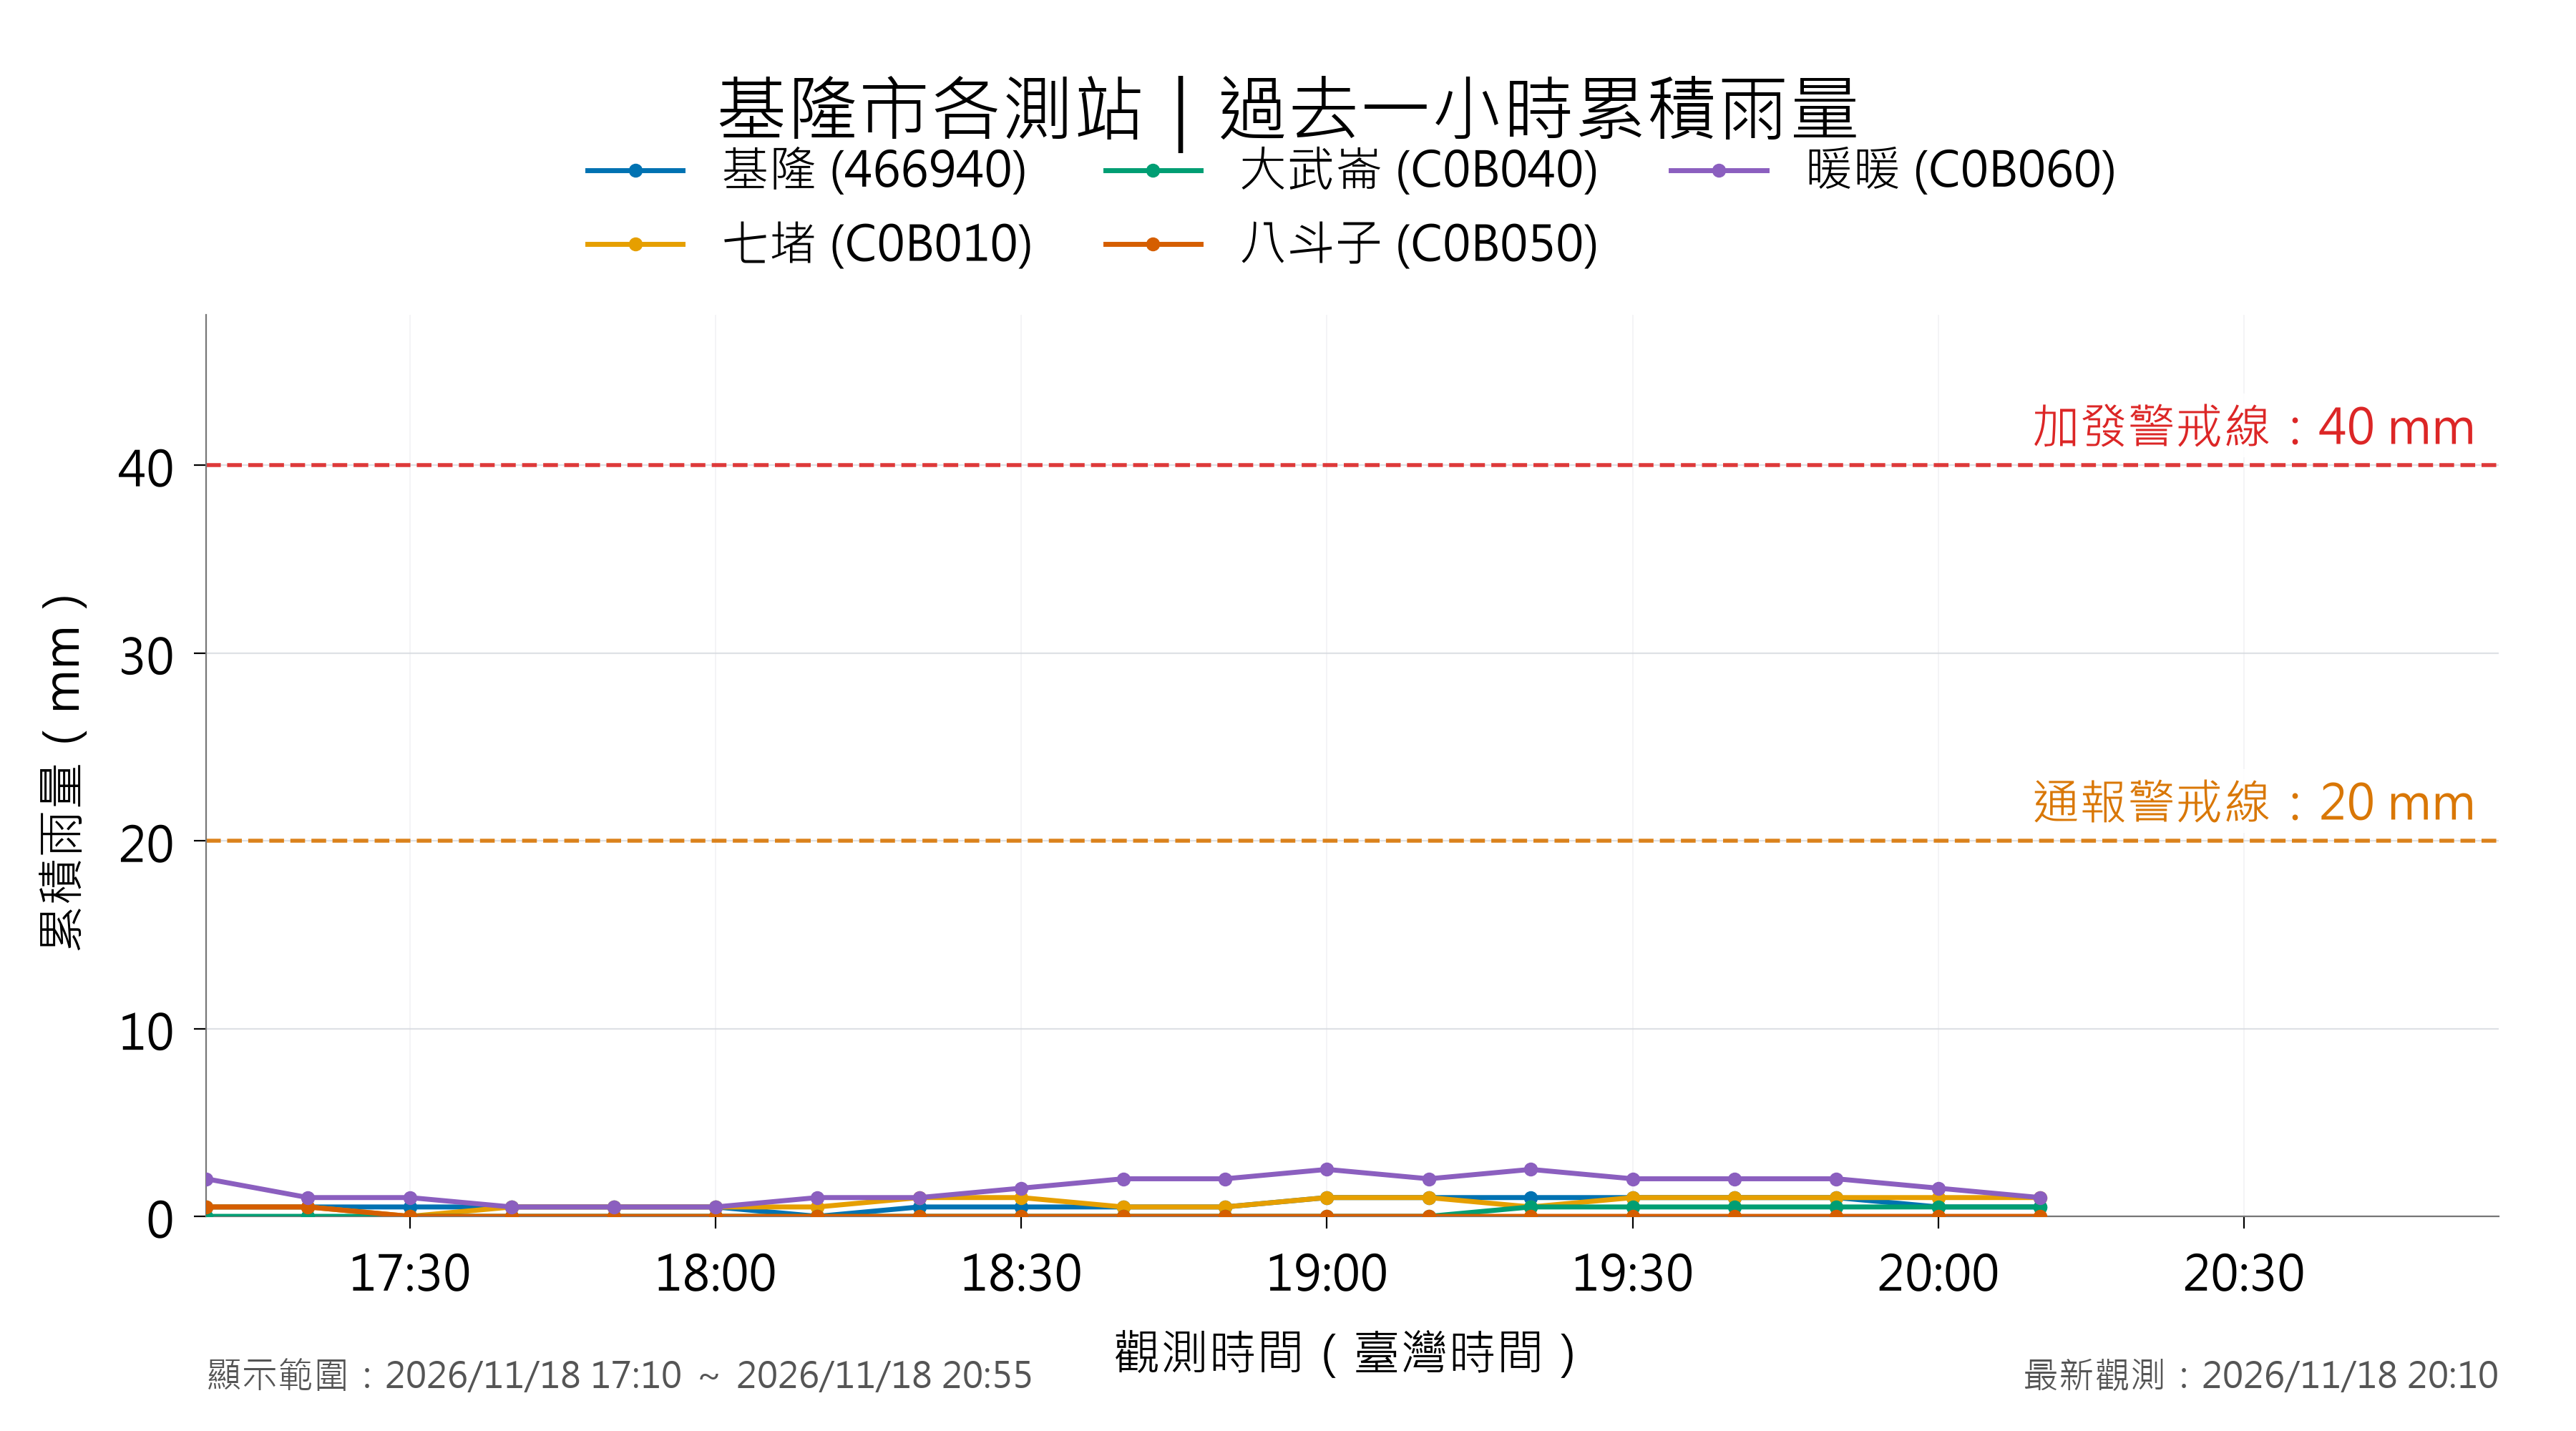 基隆市各測站｜過去一小時累積雨量
基隆 (466940)
大武崙 (C0B040)
暖暖 (C0B060)
七堵 (C0B010)
八斗子 (C0B050)
加發警戒線：40 mm
通報警戒線：20 mm
累積雨量（mm）
40
30
20
10
0
17:30
18:00
18:30
19:00
19:30
20:00
20:30
觀測時間（臺灣時間）
顯示範圍：2026/11/18 17:10 ~ 2026/11/18 20:55
最新觀測：2026/11/18 20:10